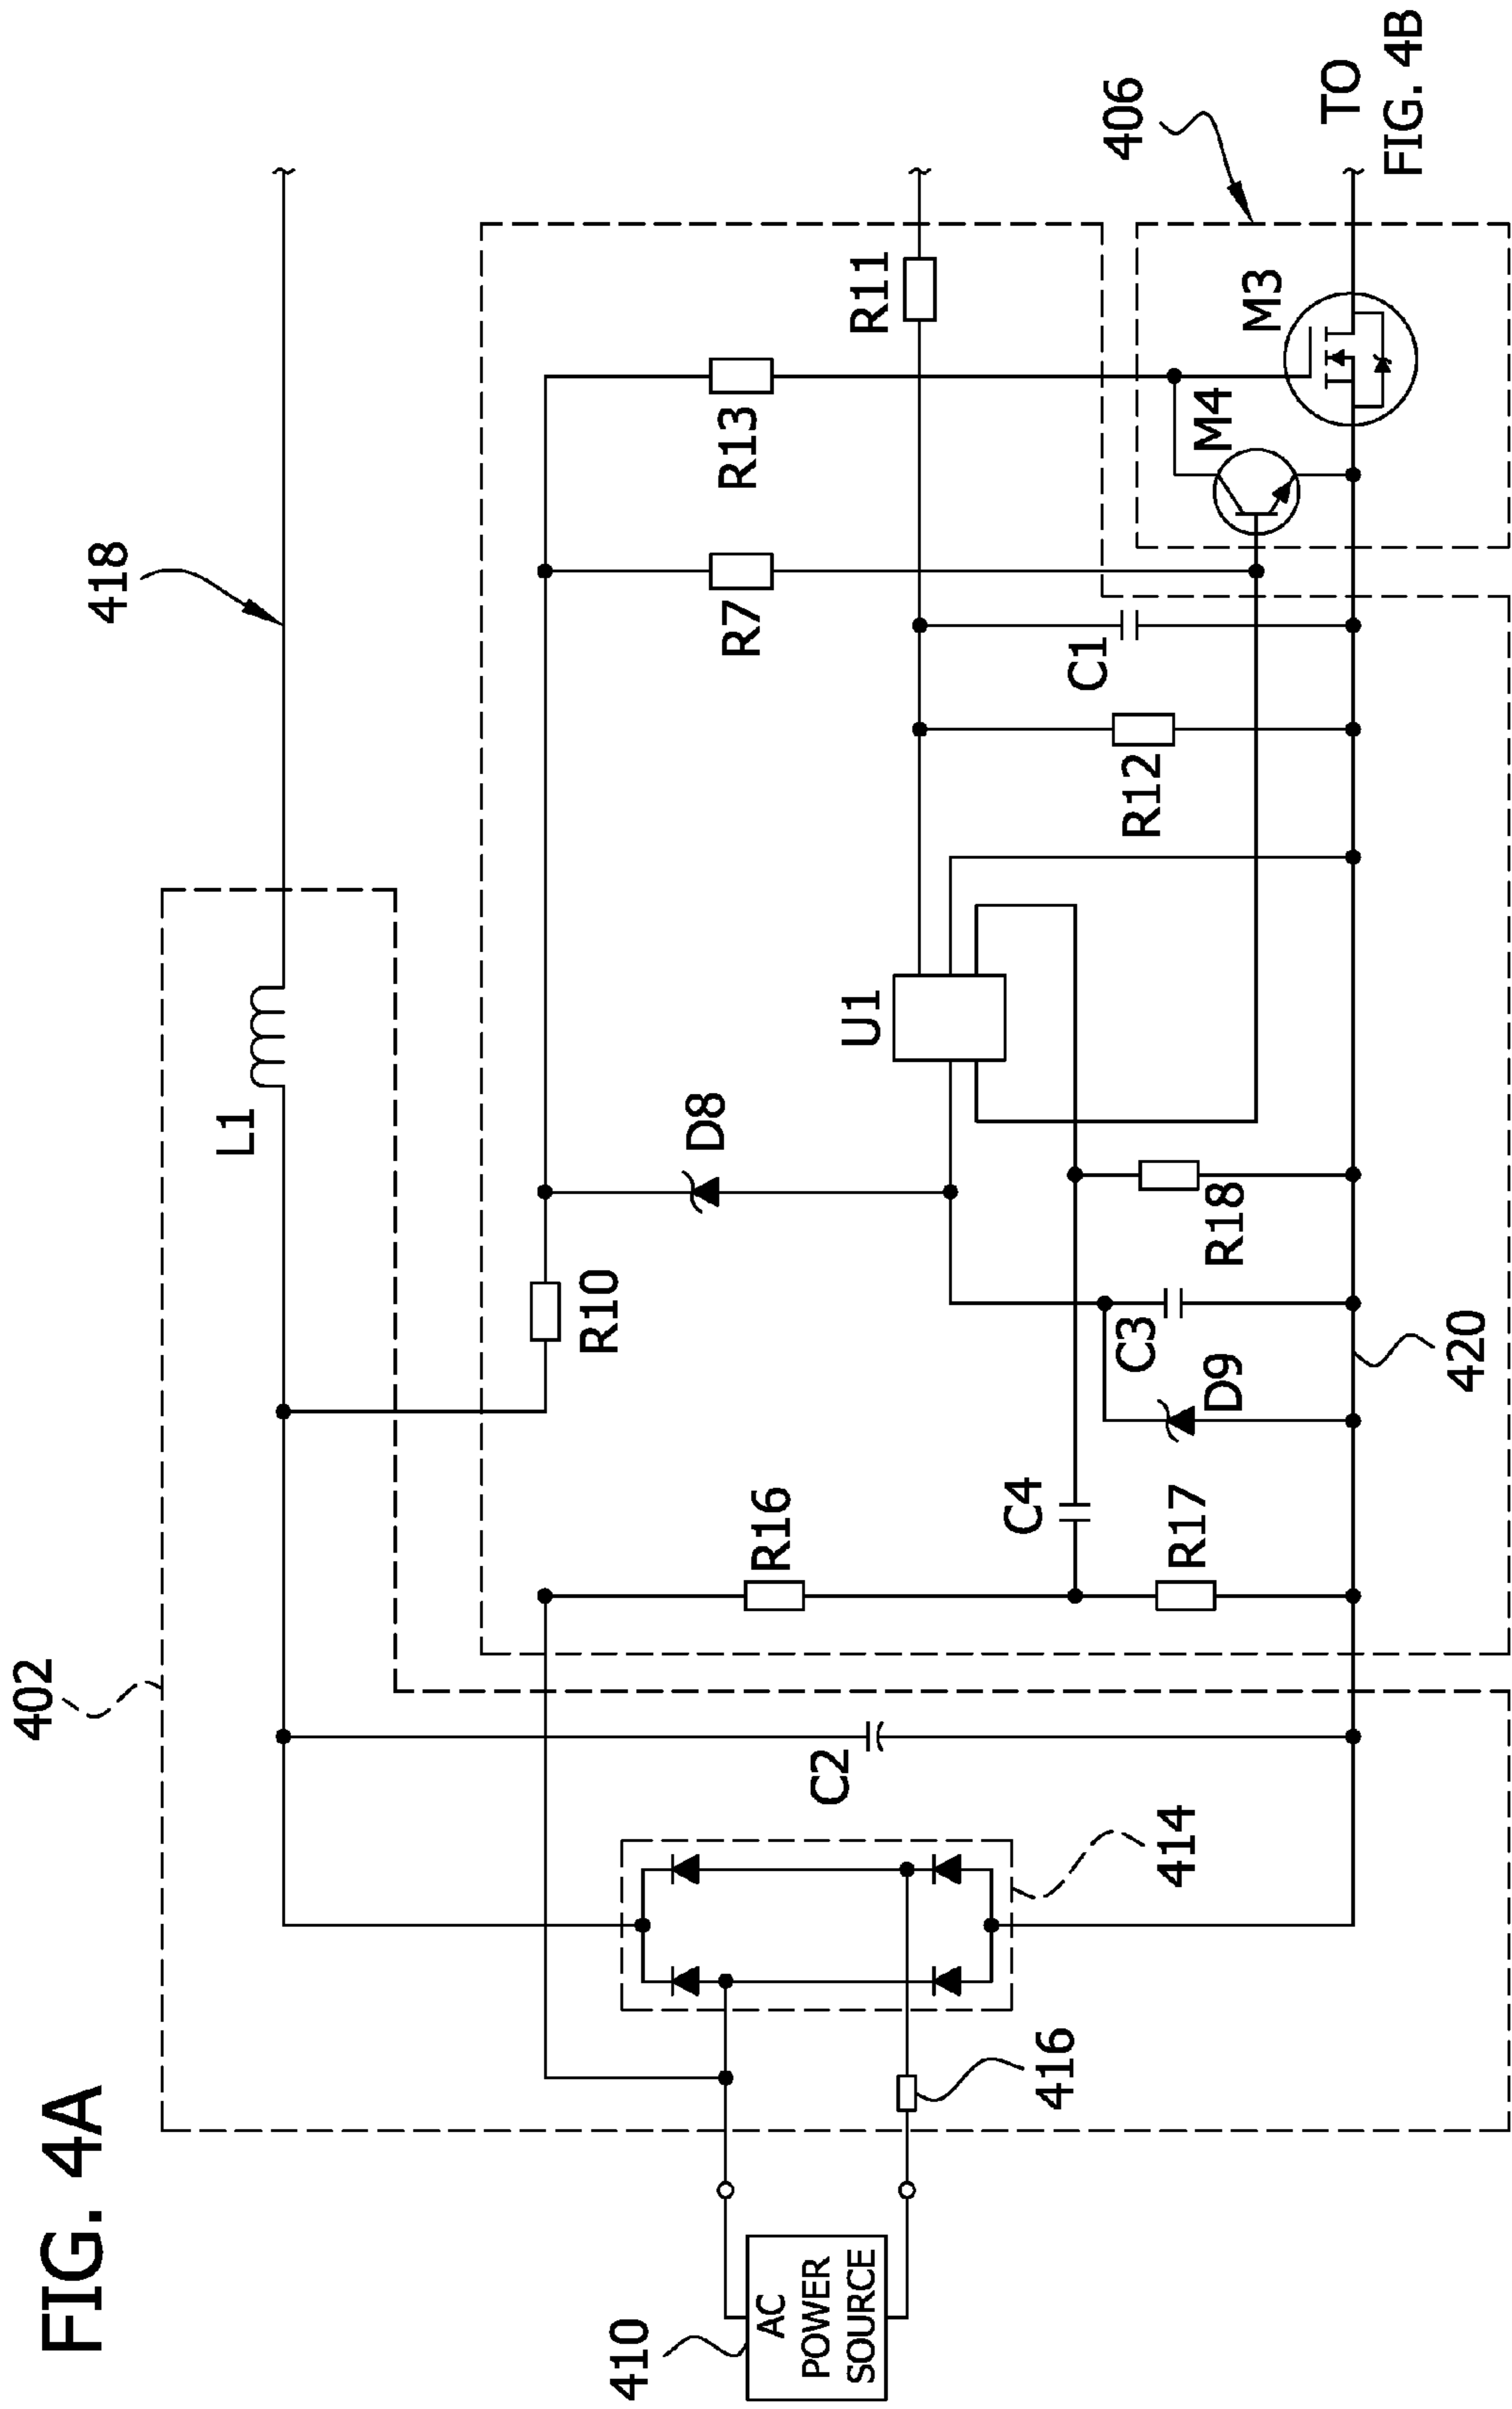 FIG. 4A
402
418
L1
406
410
AC
POWER
SOURCE
416
414
C2
R16
C4
R17
R10
D8
D9
C3
R18
420
U1
R12
C1
R7
R13
R11
M4
M3
TO
FIG. 4B